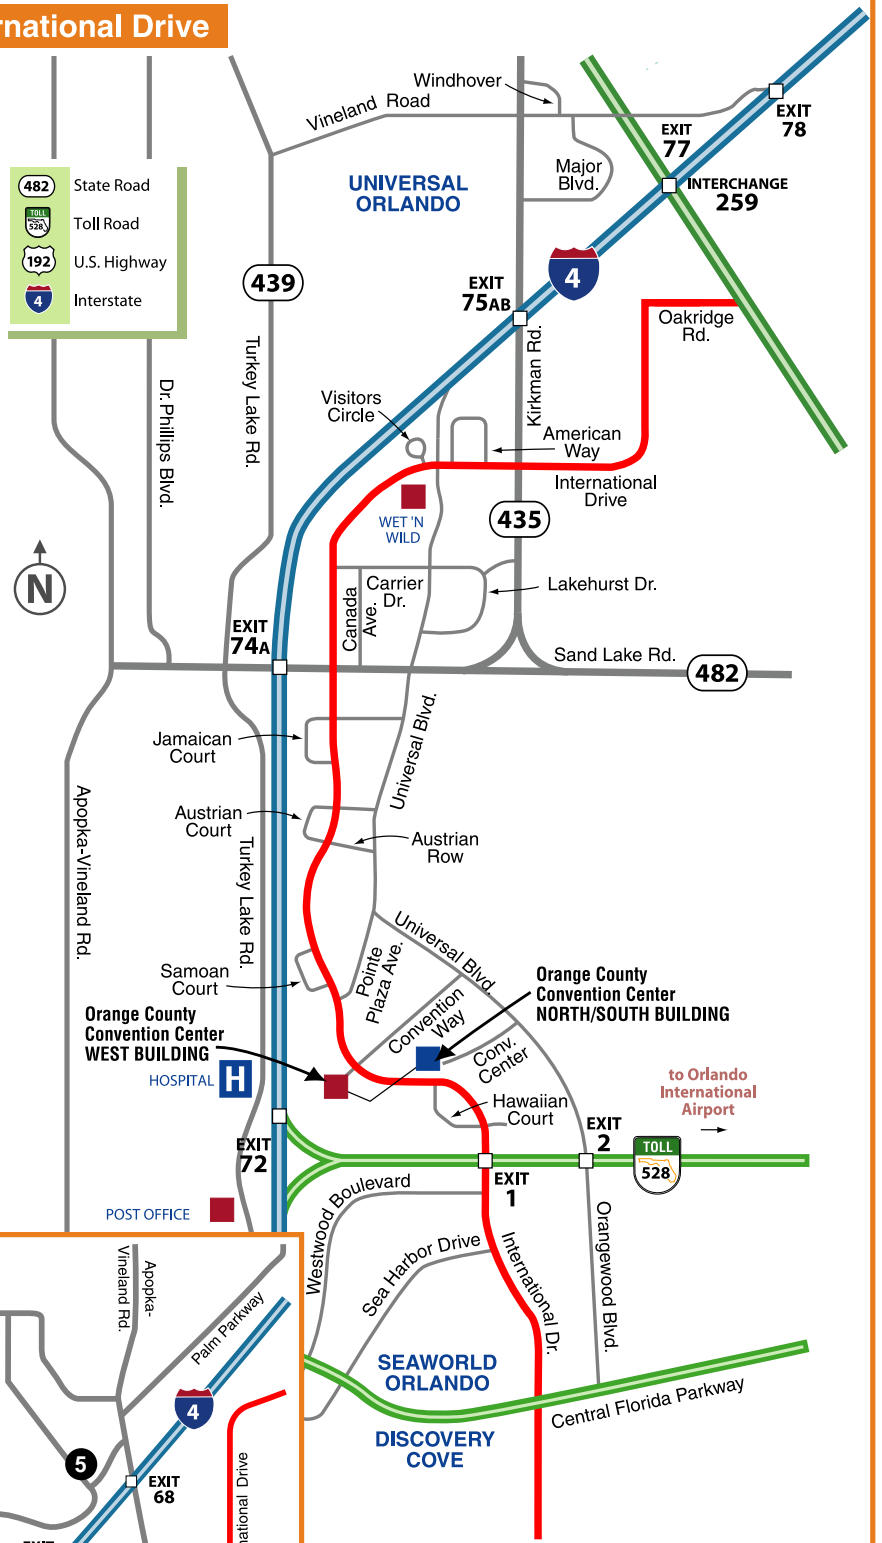 rnational Drive
Windhover
Vineland Road
EXIT
78
EXIT
77
Major
Blvd.
482 State Road
TOLL
528
Toll Road
192 U.S. Highway
4 Interstate
UNIVERSAL
ORLANDO
INTERCHANGE
259
439
4
EXIT
75AB
Oakridge
Rd.
Kirkman Rd.
Turkey Lake Rd.
Dr. Phillips Blvd.
Visitors
Circle
American
Way
International
Drive
WET 'N
WILD
435
N
Canada
Ave.
Carrier
Dr.
Lakehurst Dr.
EXIT
74A
Sand Lake Rd.
482
Universal Blvd.
Jamaican
Court
Austrian
Court
Austrian
Row
Apopka-Vineland Rd.
Turkey Lake Rd.
Universal Blvd.
Pointe
Plaza Ave.
Samoan
Court
Convention
Way
Orange County
Convention Center
NORTH/SOUTH BUILDING
Orange County
Convention Center
WEST BUILDING
Conv.
Center
HOSPITAL H
Hawaiian
Court
to Orlando
International
Airport
EXIT
72
EXIT
2
TOLL
528
EXIT
1
POST OFFICE
Westwood Boulevard
Sea Harbor Drive
International Dr.
Orangewood Blvd.
Apopka-
Vineland Rd.
Palm Parkway
4
SEAWORLD
ORLANDO
Central Florida Parkway
DISCOVERY
COVE
5
EXIT
68
national Drive